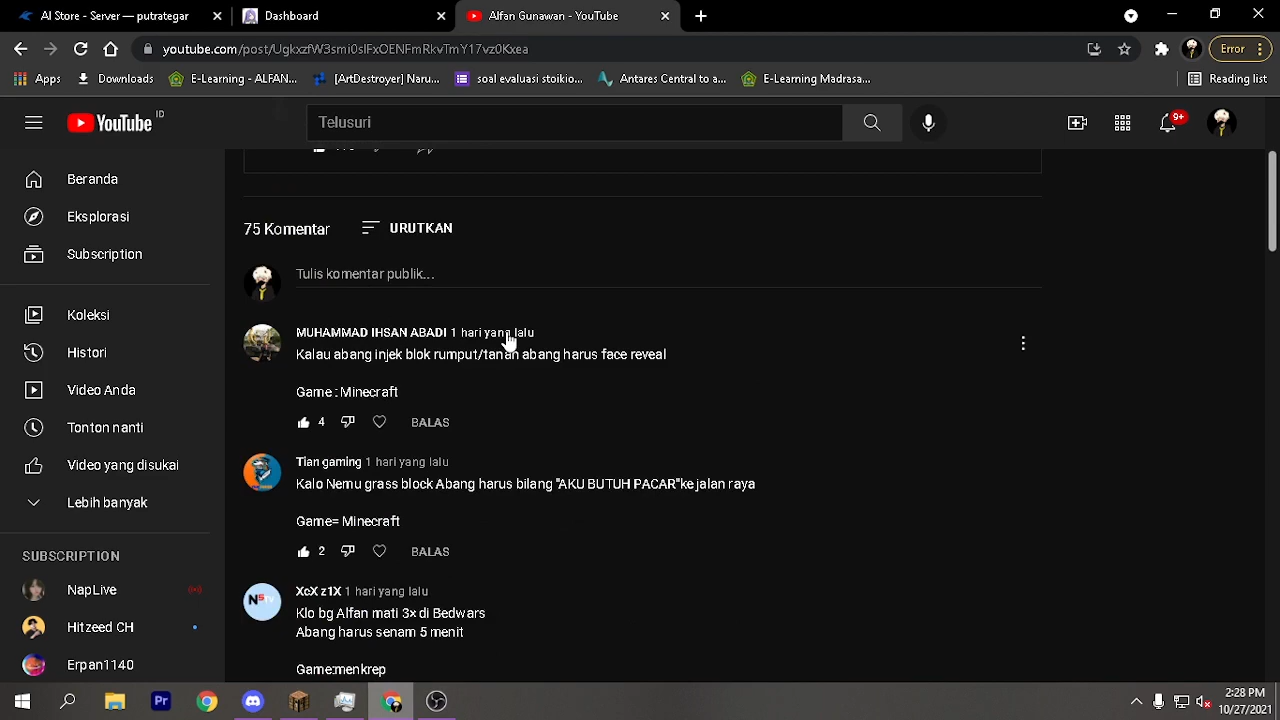 AI Store - Server — putrategar
Dashboard
Alfan Gunawan - YouTube
youtube.com/post/UgkxzfW3smi0slFxOENFmRkvTmY17vz0Kxea
Error
Apps
Downloads
E-Learning - ALFAN...
[ArtDestroyer] Naru...
soal evaluasi stoikio...
Antares Central to a...
E-Learning Madrasa...
Reading list
YouTube ID
Telusuri
9+
Beranda
Eksplorasi
Subscription
Koleksi
Histori
Video Anda
Tonton nanti
Video yang disukai
Lebih banyak
SUBSCRIPTION
NapLive
Hitzeed CH
Erpan1140
75 Komentar
URUTKAN
Tulis komentar publik...
MUHAMMAD IHSAN ABADI 1 hari yang lalu
Kalau abang injek blok rumput/tanah abang harus face reveal
Game : Minecraft
4 BALAS
Tian gaming 1 hari yang lalu
Kalo Nemu grass block Abang harus bilang "AKU BUTUH PACAR"ke jalan raya
Game= Minecraft
2 BALAS
N5TV
XcX z1X 1 hari yang lalu
Klo bg Alfan mati 3× di Bedwars
Abang harus senam 5 menit
Game:menkrep
Pr
2:28 PM
10/27/2021